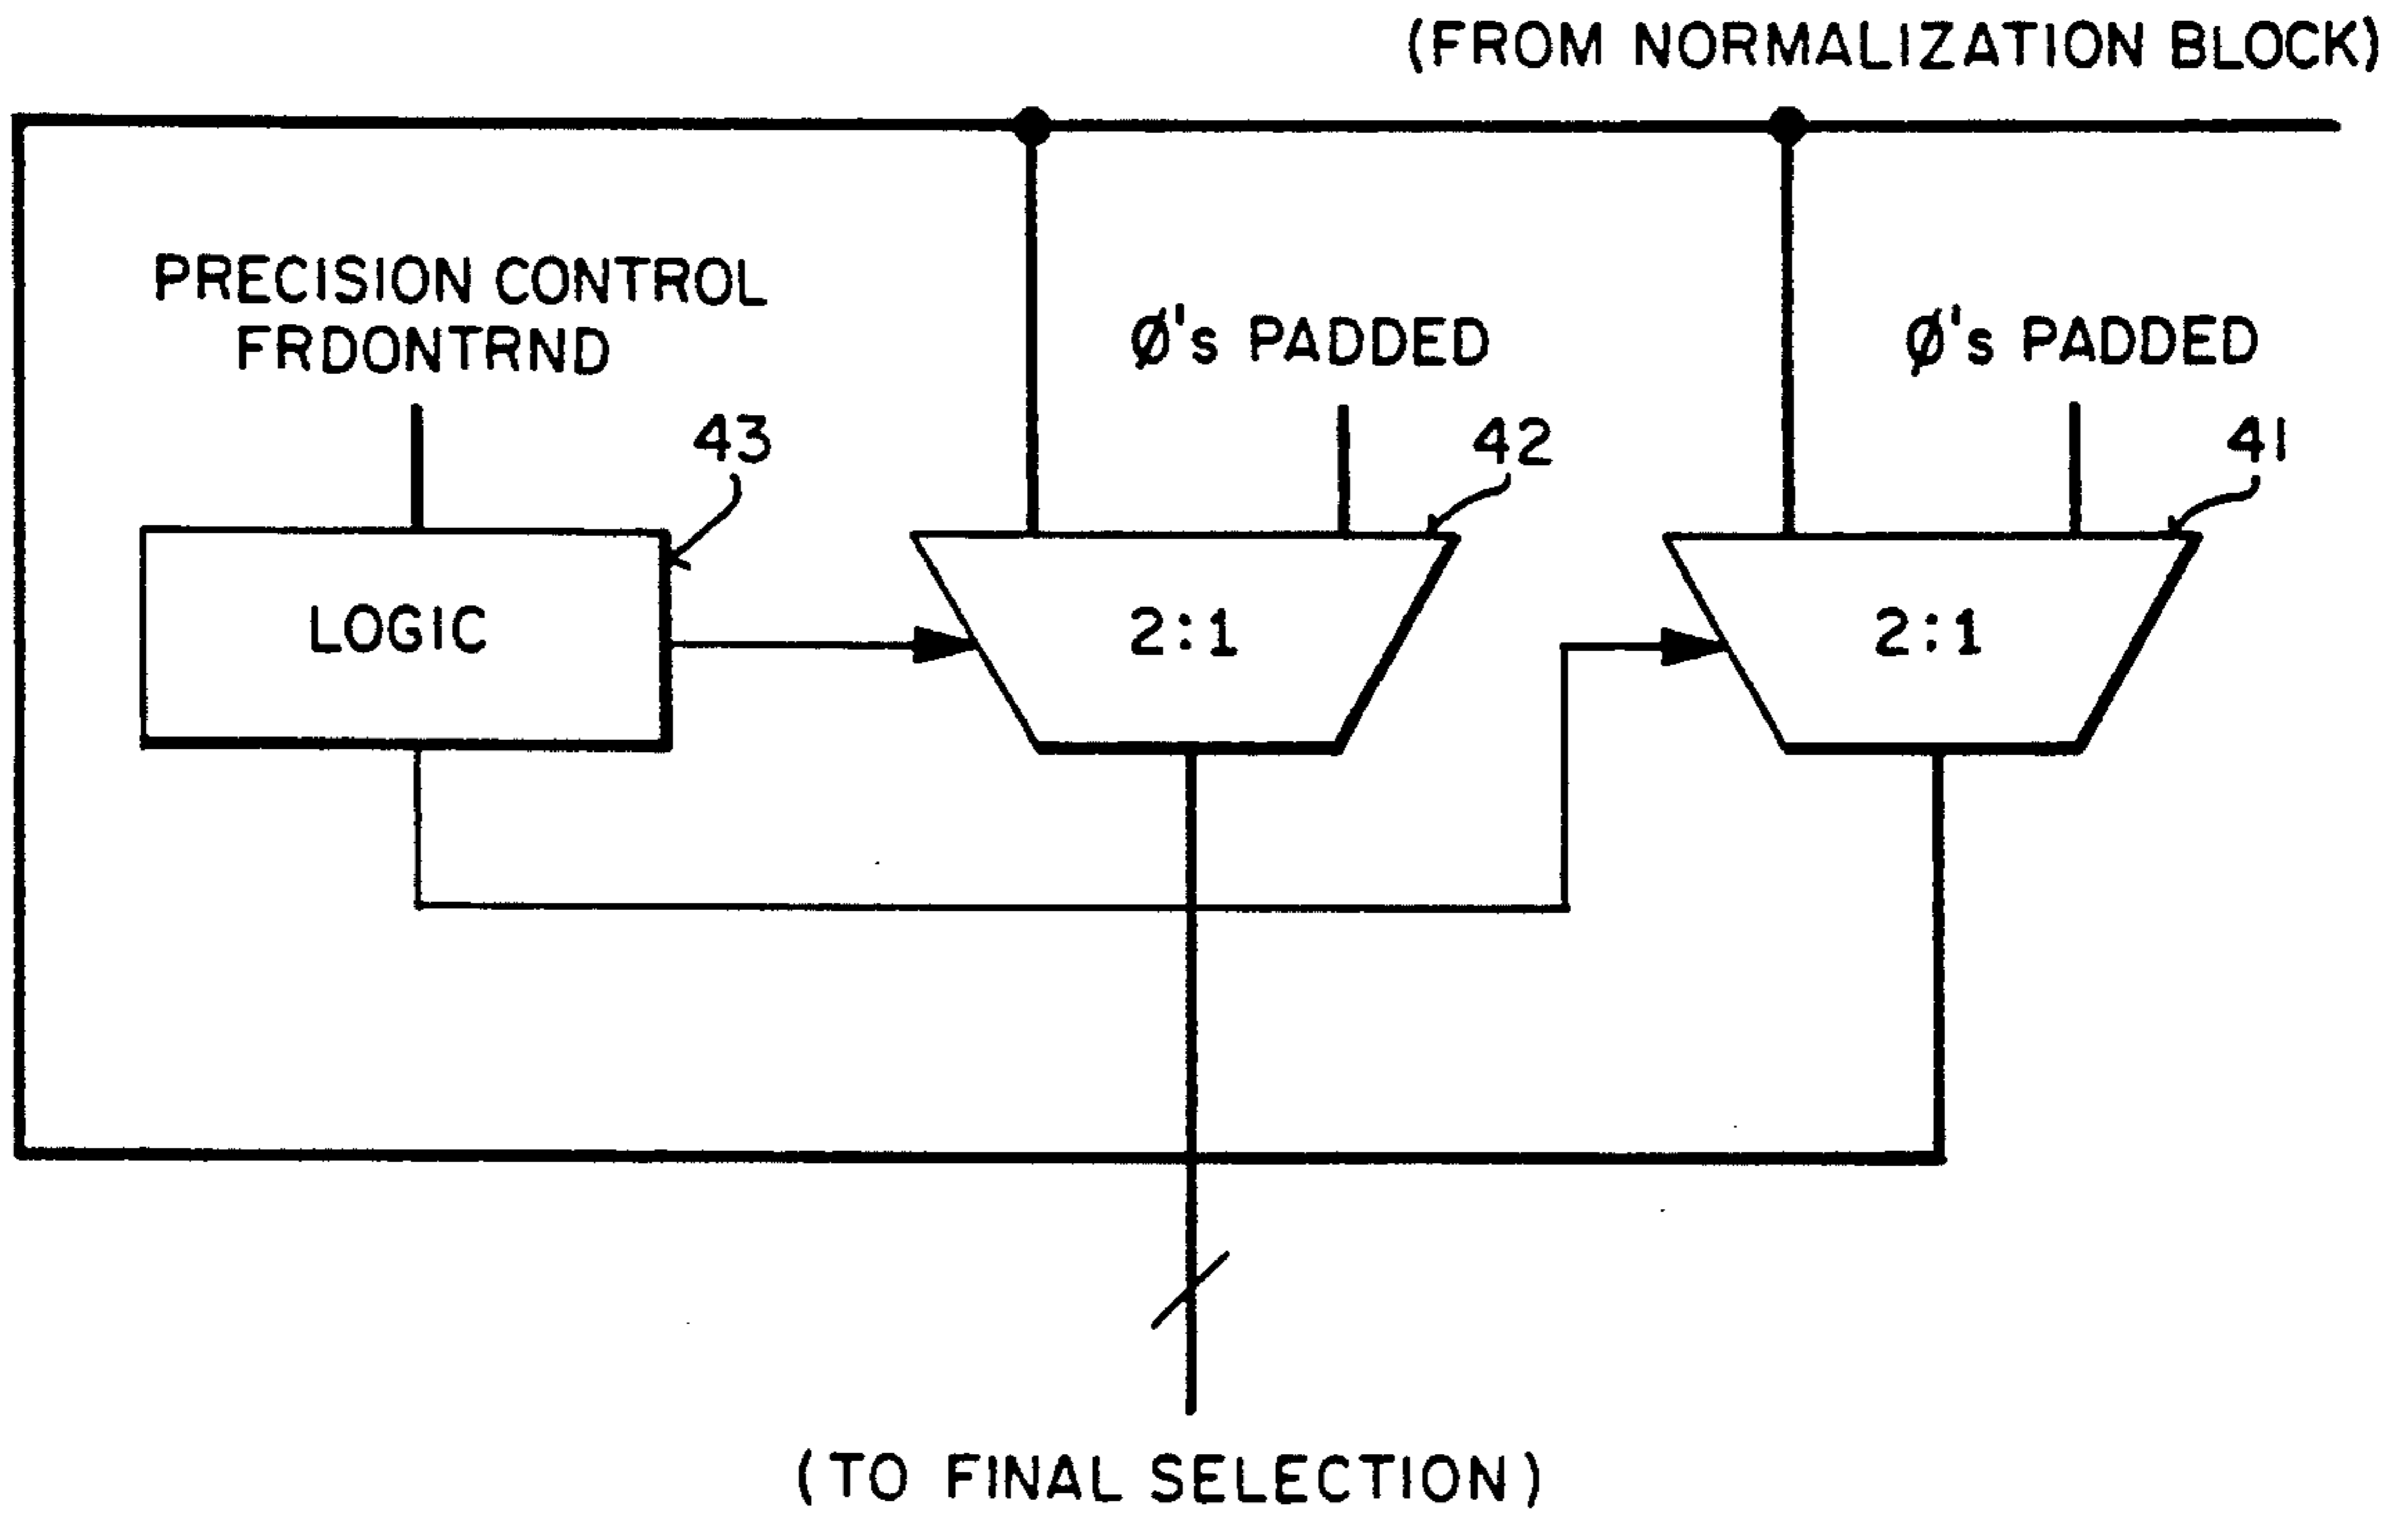 (FROM NORMALIZATION BLOCK)
PRECISION CONTROL
FRDONTRND
Ø's PADDED
Ø's PADDED
43
42
41
LOGIC
2:1
2:1
(TO FINAL SELECTION)